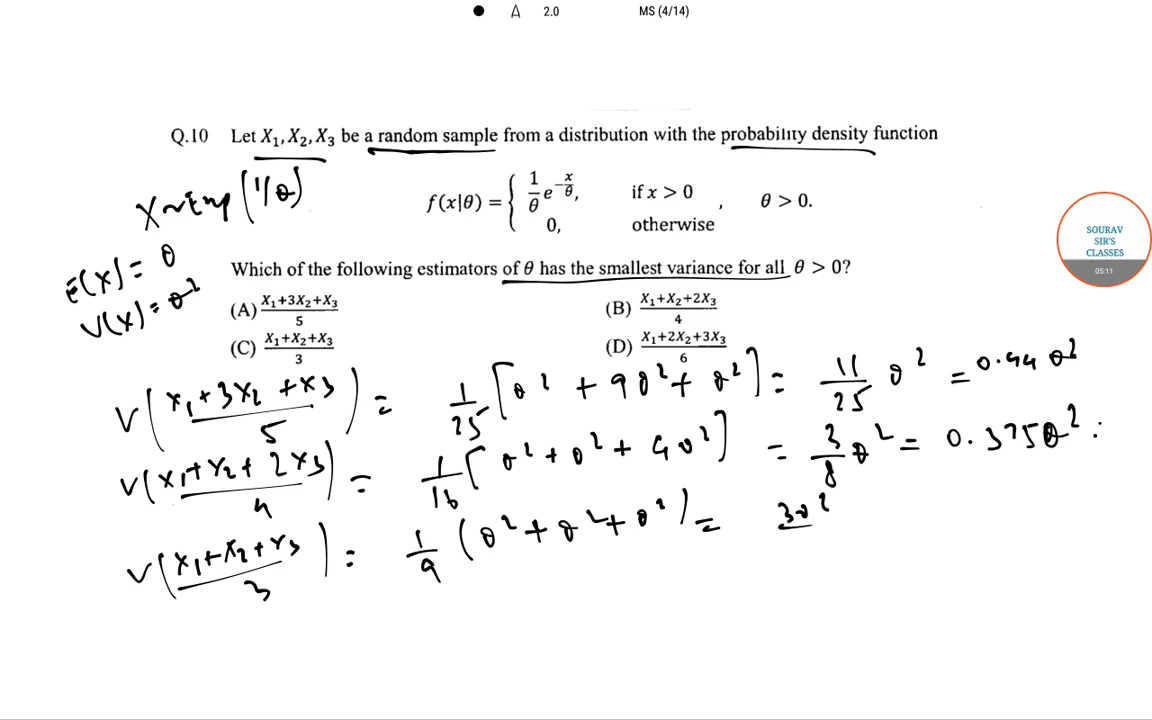 2.0 MS (4/14)
Q.10 Let X₁, X₂, X₃ be a random sample from a distribution with the probability density function
X ~ Exp (1/θ)
f(x|θ) = { 1/θ e^(-x/θ), if x > 0
0, otherwise , θ > 0.
SOURAV
SIR'S
CLASSES
05:11
E(X) = θ
V(X) = θ²
Which of the following estimators of θ has the smallest variance for all θ > 0?
(A) (X₁+3X₂+X₃)/5 (B) (X₁+X₂+2X₃)/4
(C) (X₁+X₂+X₃)/3 (D) (X₁+2X₂+3X₃)/6
V((X₁+3X₂+X₃)/5) = 1/25 [θ² + 9θ² + θ²] = 11/25 θ² = 0.44 θ²
V((X₁+X₂+2X₃)/4) = 1/16 [θ² + θ² + 4θ²] = 3/8 θ² = 0.375θ² :
V((X₁+X₂+X₃)/3) = 1/9 (θ² + θ² + θ²) = 3θ²